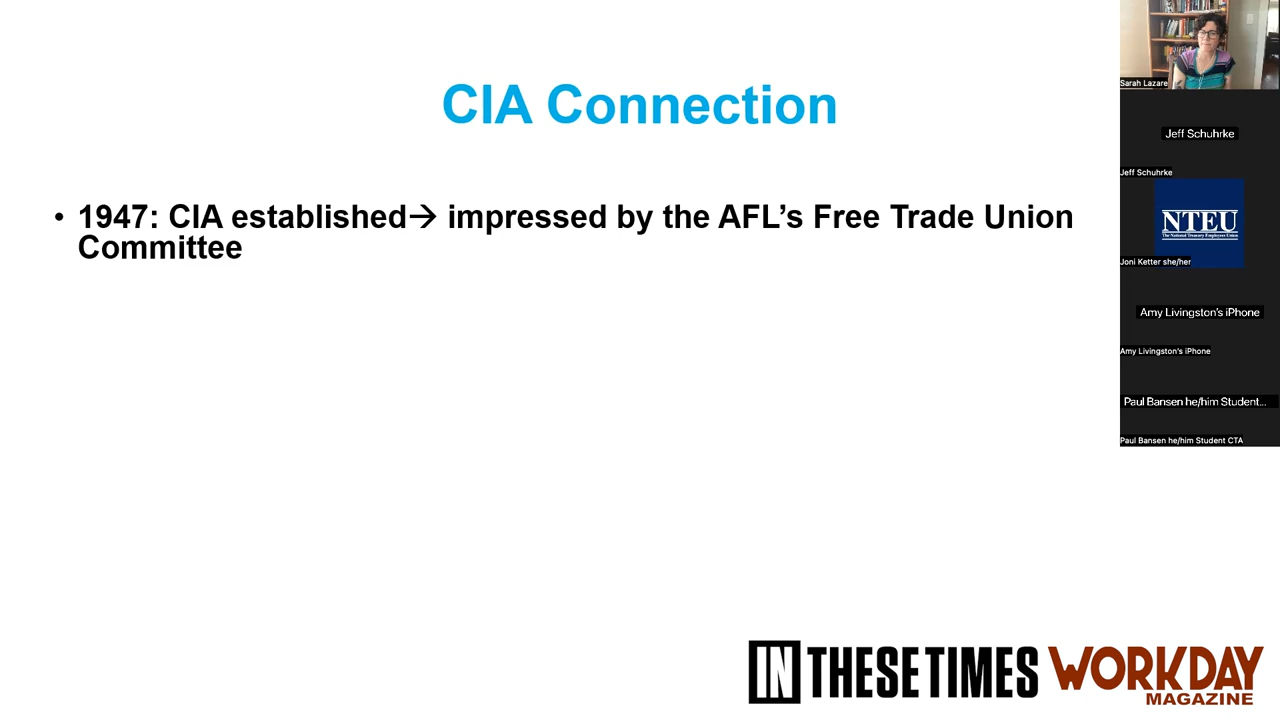 CIA Connection
• 1947: CIA established→ impressed by the AFL’s Free Trade Union
Committee
Sarah Lazare
Jeff Schuhrke
Jeff Schuhrke
NTEU
The National Treasury Employees Union
Joni Ketter she/her
Amy Livingston’s iPhone
Amy Livingston’s iPhone
Paul Bansen he/him Student...
Paul Bansen he/him Student CTA
IN THESE TIMES
WORKDAY
MAGAZINE